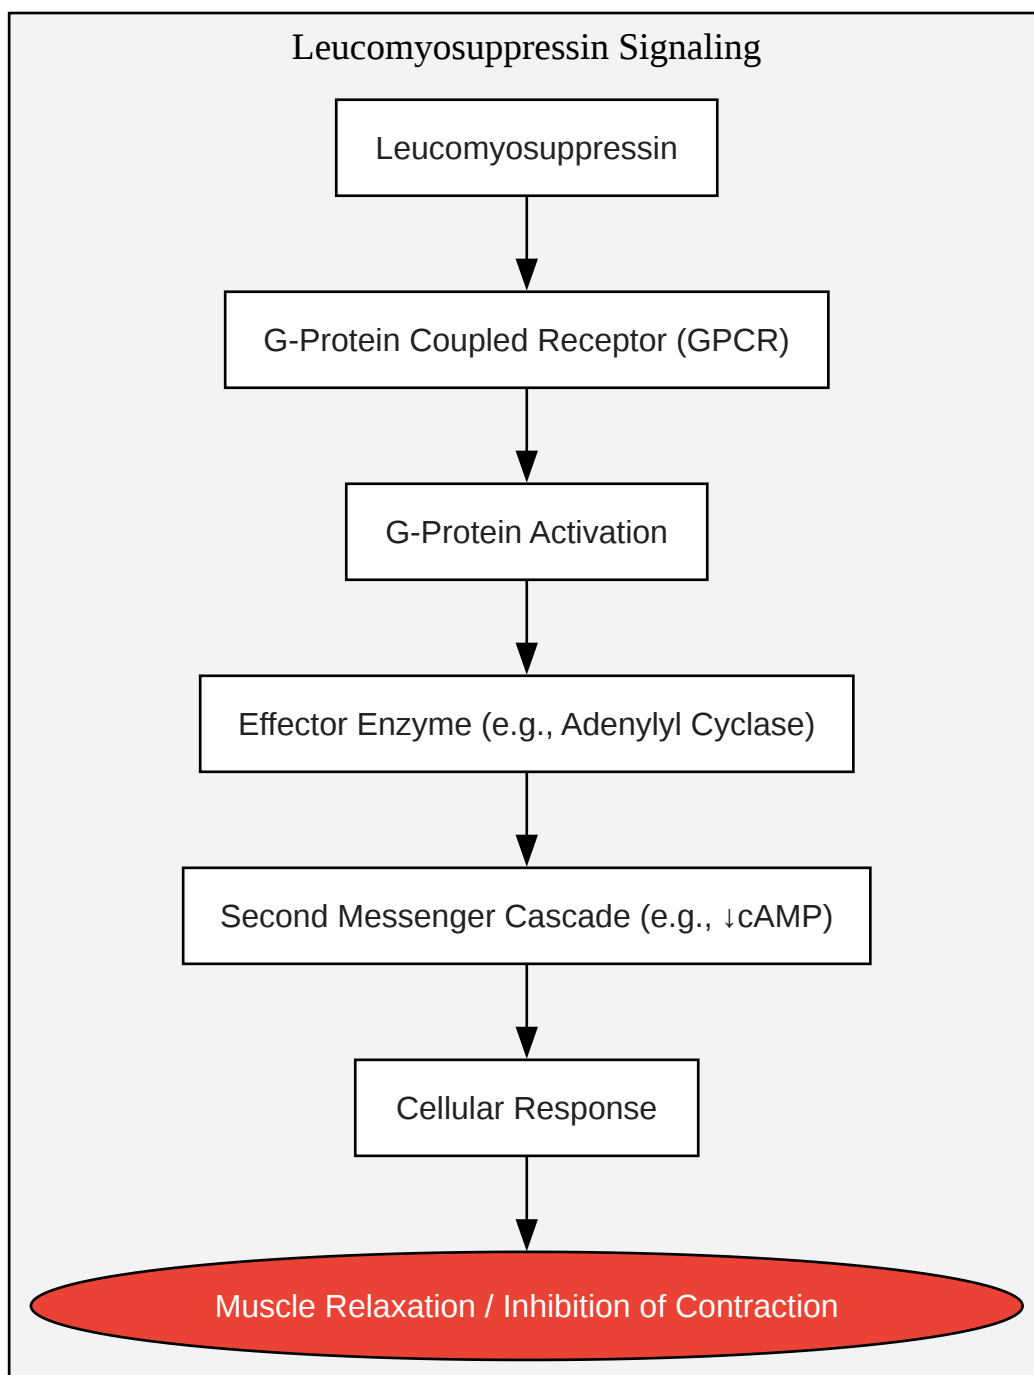 Leucomyosuppressin Signaling
Leucomyosuppressin
G-Protein Coupled Receptor (GPCR)
G-Protein Activation
Effector Enzyme (e.g., Adenylyl Cyclase)
Second Messenger Cascade (e.g., ↓cAMP)
Cellular Response
Muscle Relaxation / Inhibition of Contraction